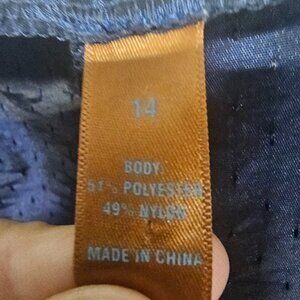 14
BODY:
51% POLYESTER
49% NYLON
MADE IN CHINA